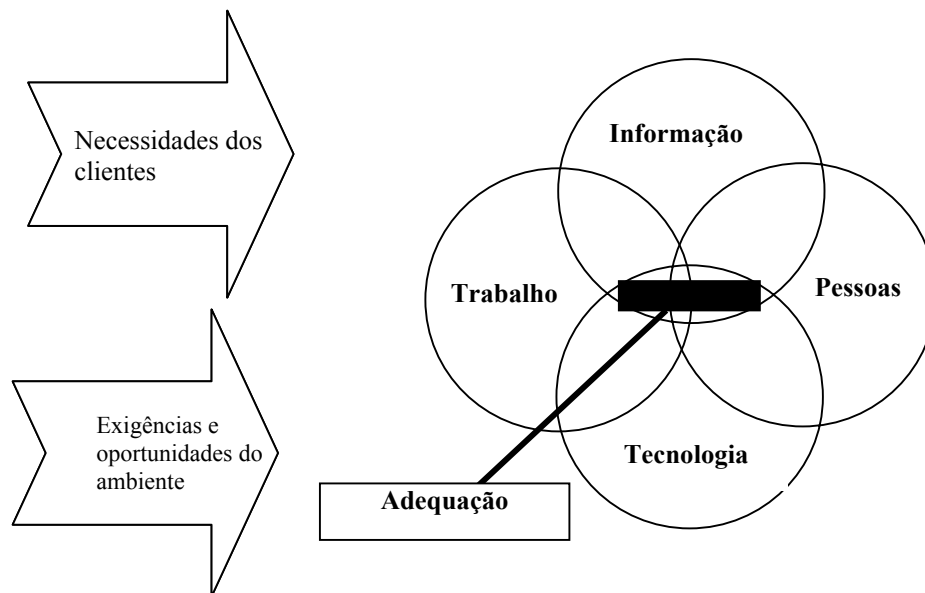 Necessidades dos
clientes
Informação
Trabalho
Pessoas
Exigências e
oportunidades do
ambiente
Tecnologia
Adequação